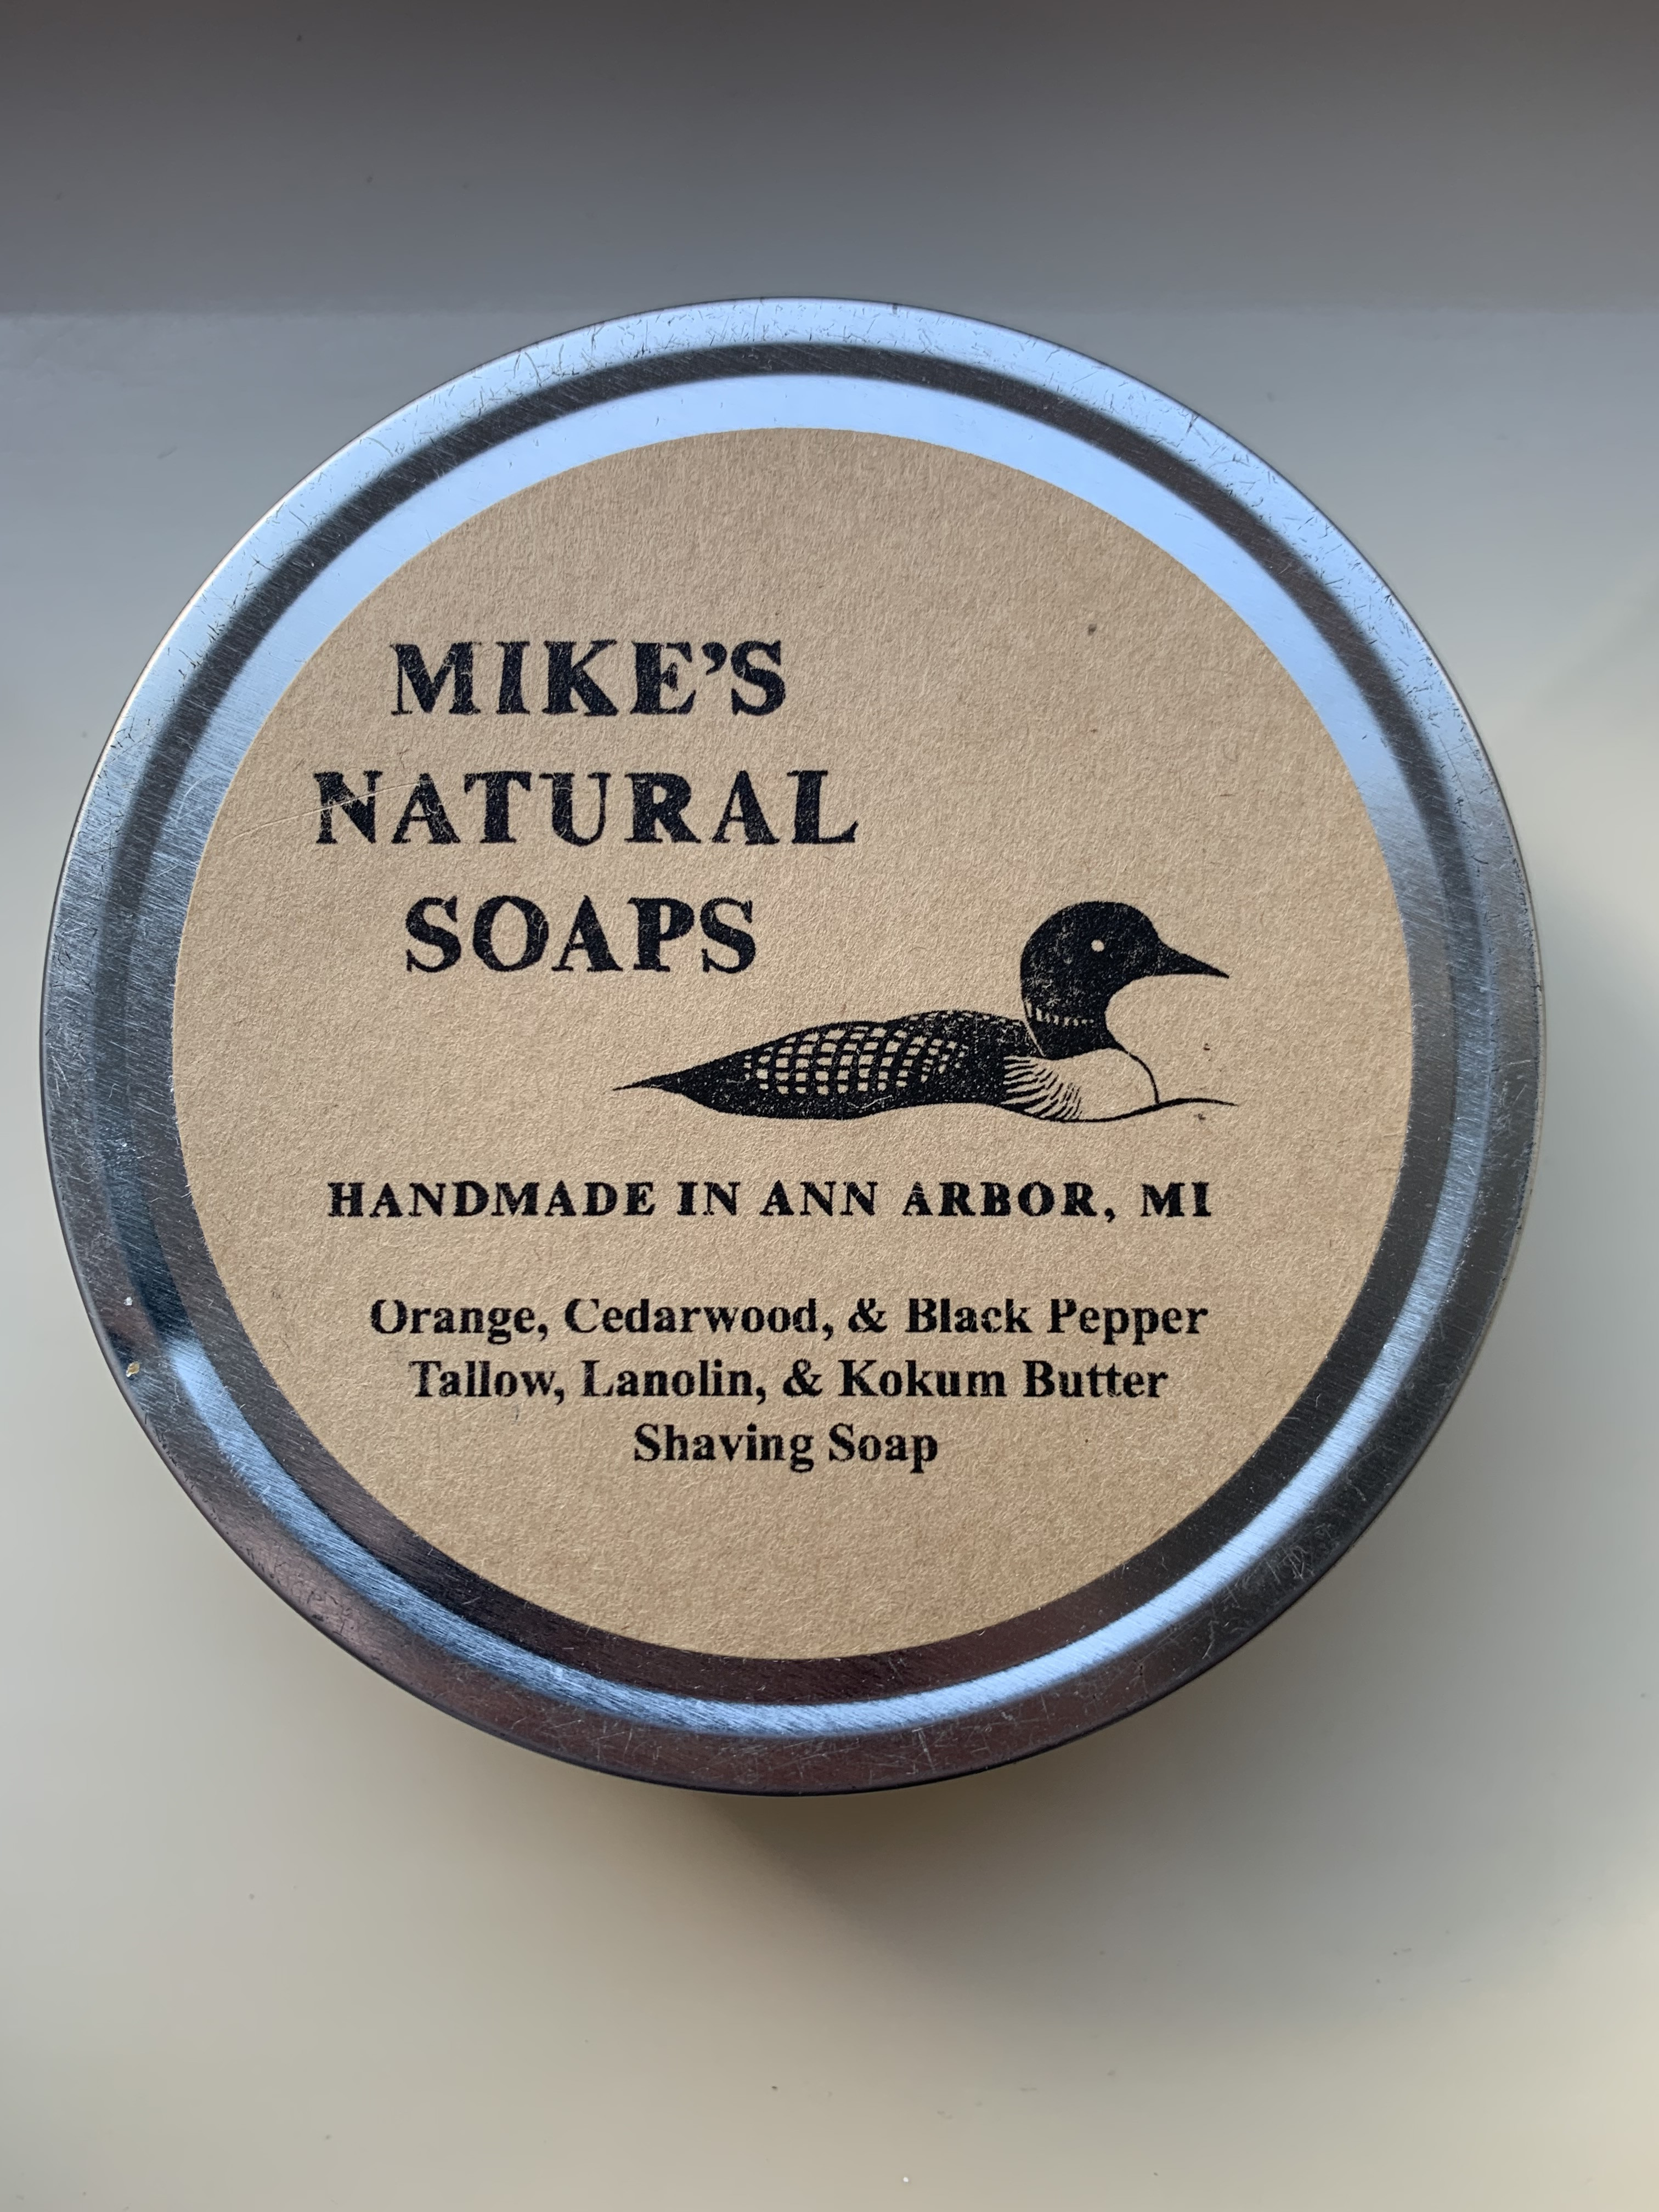 MIKE'S
NATURAL
SOAPS
HANDMADE IN ANN ARBOR, MI
Orange, Cedarwood, & Black Pepper
Tallow, Lanolin, & Kokum Butter
Shaving Soap